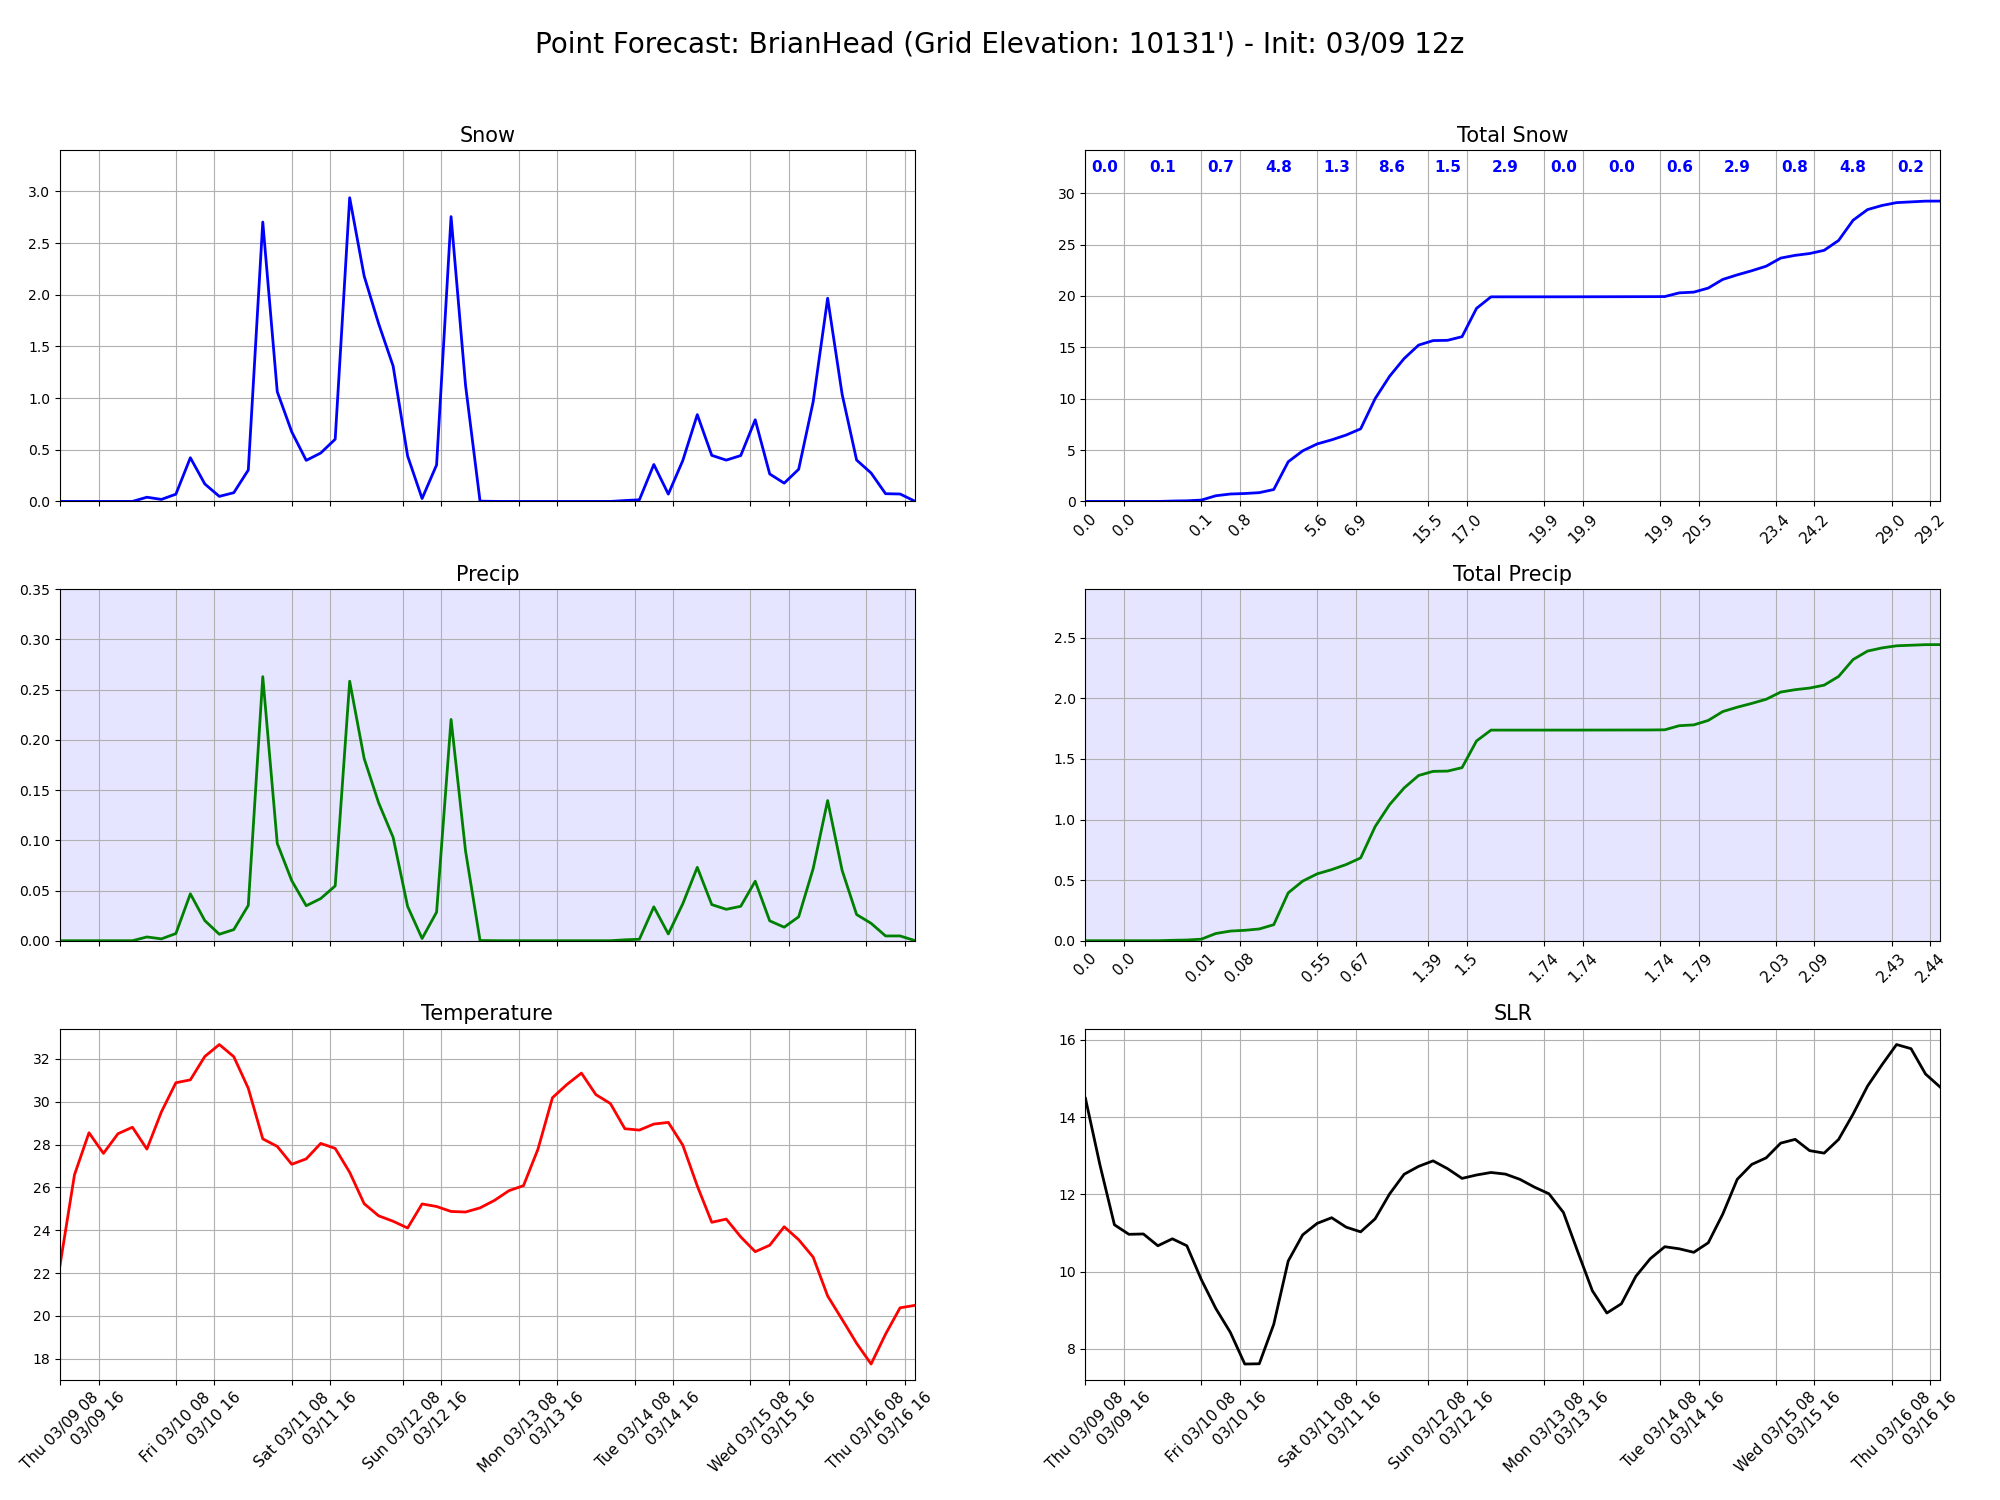 Point Forecast: BrianHead (Grid Elevation: 10131') - Init: 03/09 12z
Snow
3.0
2.5
2.0
1.5
1.0
0.5
0.0
Total Snow
0.0 0.1 0.7 4.8 1.3 8.6 1.5 2.9 0.0 0.0 0.6 2.9 0.8 4.8 0.2
30
25
20
15
10
5
0
0.0 0.0 0.1 0.8 5.6 6.9 15.5 17.0 19.9 19.9 19.9 20.5 23.4 24.2 29.0 29.2
Precip
0.35
0.30
0.25
0.20
0.15
0.10
0.05
0.00
Total Precip
2.5
2.0
1.5
1.0
0.5
0.0
0.0 0.0 0.01 0.08 0.55 0.67 1.39 1.5 1.74 1.74 1.74 1.79 2.03 2.09 2.43 2.44
Temperature
32
30
28
26
24
22
20
18
Thu 03/09 08
03/09 16
Fri 03/10 08
03/10 16
Sat 03/11 08
03/11 16
Sun 03/12 08
03/12 16
Mon 03/13 08
03/13 16
Tue 03/14 08
03/14 16
Wed 03/15 08
03/15 16
Thu 03/16 08
03/16 16
SLR
16
14
12
10
8
Thu 03/09 08
03/09 16
Fri 03/10 08
03/10 16
Sat 03/11 08
03/11 16
Sun 03/12 08
03/12 16
Mon 03/13 08
03/13 16
Tue 03/14 08
03/14 16
Wed 03/15 08
03/15 16
Thu 03/16 08
03/16 16